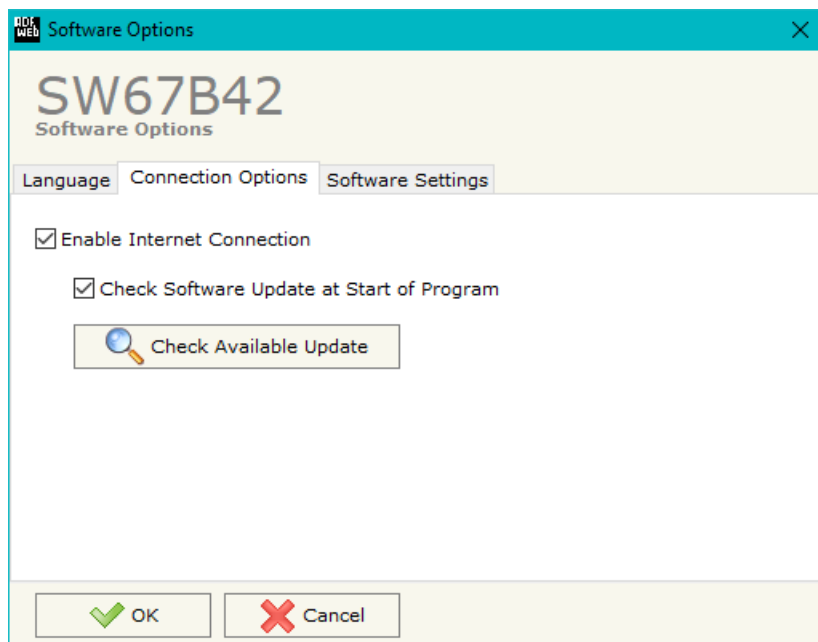 ADF
WEB
Software Options
SW67B42
Software Options
Language
Connection Options
Software Settings
Enable Internet Connection
Check Software Update at Start of Program
Check Available Update
OK
Cancel